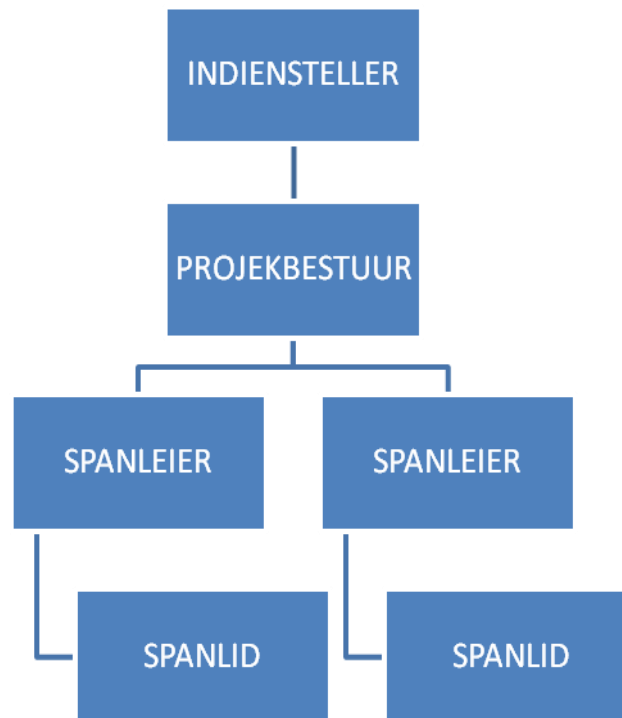 INDIENSTELLER
PROJEKBESTUUR
SPANLEIER
SPANLEIER
SPANLID
SPANLID